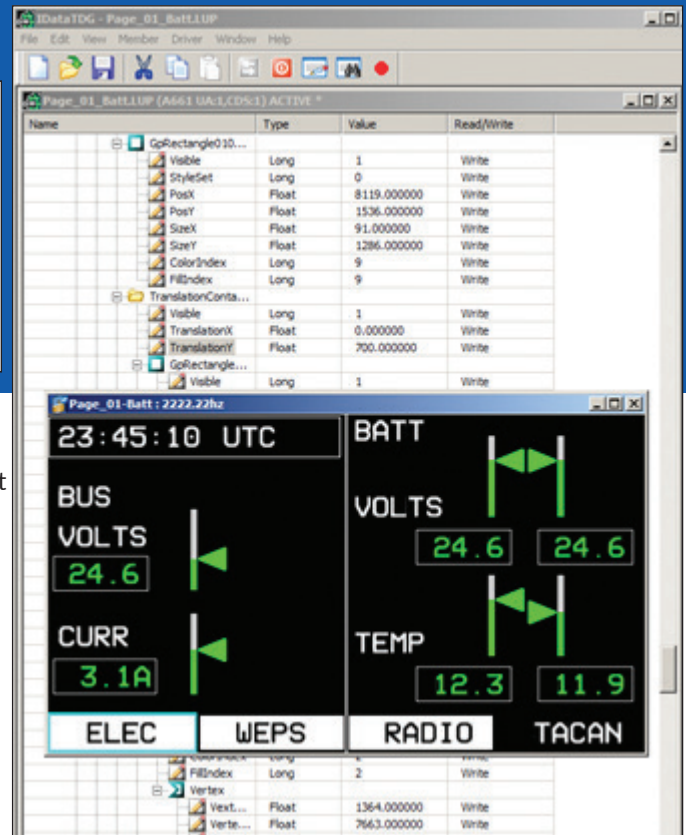 IDataTDG - Page_01_Batt.LUP
File Edit View Member Driver Window Help
Page_01_Batt.LUP (A661 UA:1,CDS:1) ACTIVE *
Name Type Value Read/Write
GpRectangle010...
Visible Long 1 Write
StyleSet Long 0 Write
PosX Float 8119.000000 Write
PosY Float 1536.000000 Write
SizeX Float 91.000000 Write
SizeY Float 1286.000000 Write
ColorIndex Long 9 Write
FillIndex Long 9 Write
TranslationConta...
Visible Long 1 Write
TranslationX Float 0.000000 Write
TranslationY Float 700.000000 Write
GpRectangle...
Visible Long 1 Write
Page_01-Batt : 2222.22hz
23:45:10 UTC
BUS
VOLTS
24.6
CURR
3.1A
BATT
VOLTS
24.6 24.6
TEMP
12.3 11.9
ELEC WEPS RADIO TACAN
FillIndex Long 2 Write
Vertex
Vext... Float 1364.000000 Write
Verte... Float 7663.000000 Write